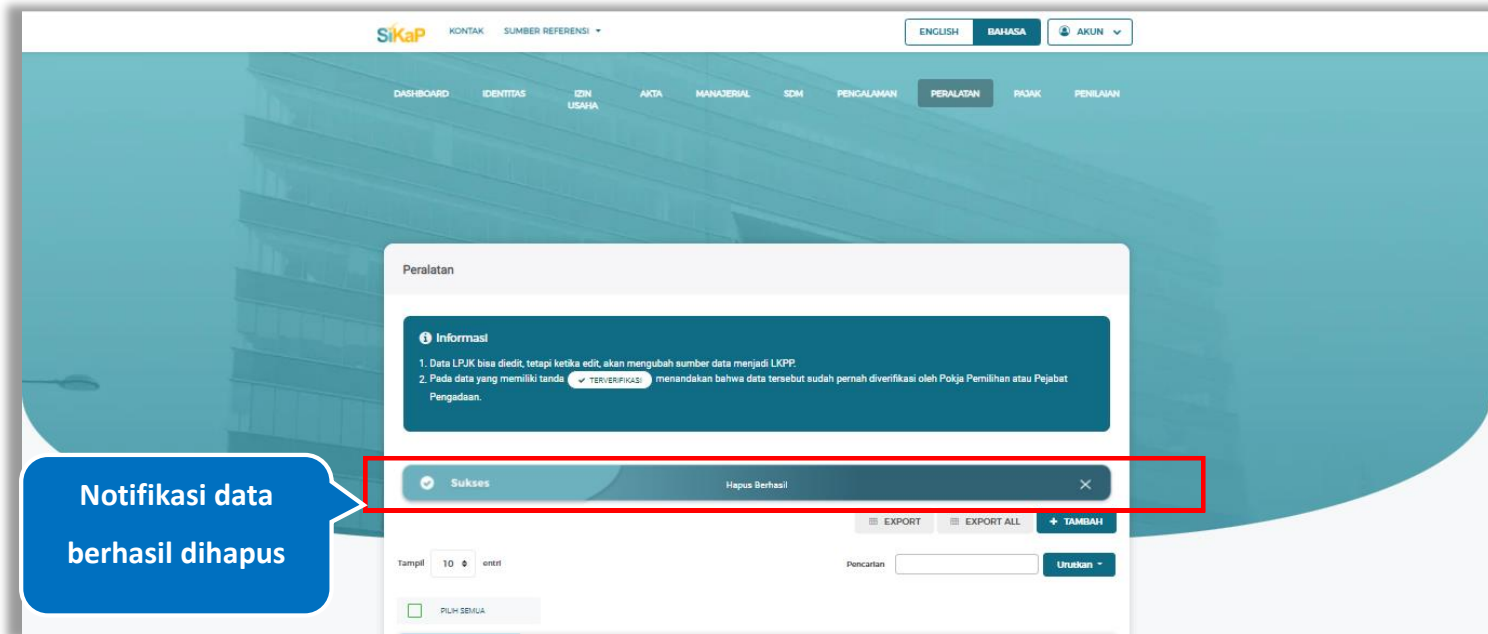 SiKaP KONTAK SUMBER REFERENSI ENGLISH BAHASA AKUN
DASHBOARD IDENTITAS IZIN USAHA AKTA MANAJERIAL SDM PENGALAMAN PERALATAN PAJAK PENILAIAN
Peralatan
Informasi
1. Data LPJK bisa diedit, tetapi ketika edit, akan mengubah sumber data menjadi LKPP.
2. Pada data yang memiliki tanda TERVERIFIKASI menandakan bahwa data tersebut sudah pernah diverifikasi oleh Pokja Pemilihan atau Pejabat
Pengadaan.
Sukses Hapus Berhasil
Notifikasi data
berhasil dihapus
EXPORT EXPORT ALL + TAMBAH
Tampil 10 entri Pencarian Urutkan
PILIH SEMUA